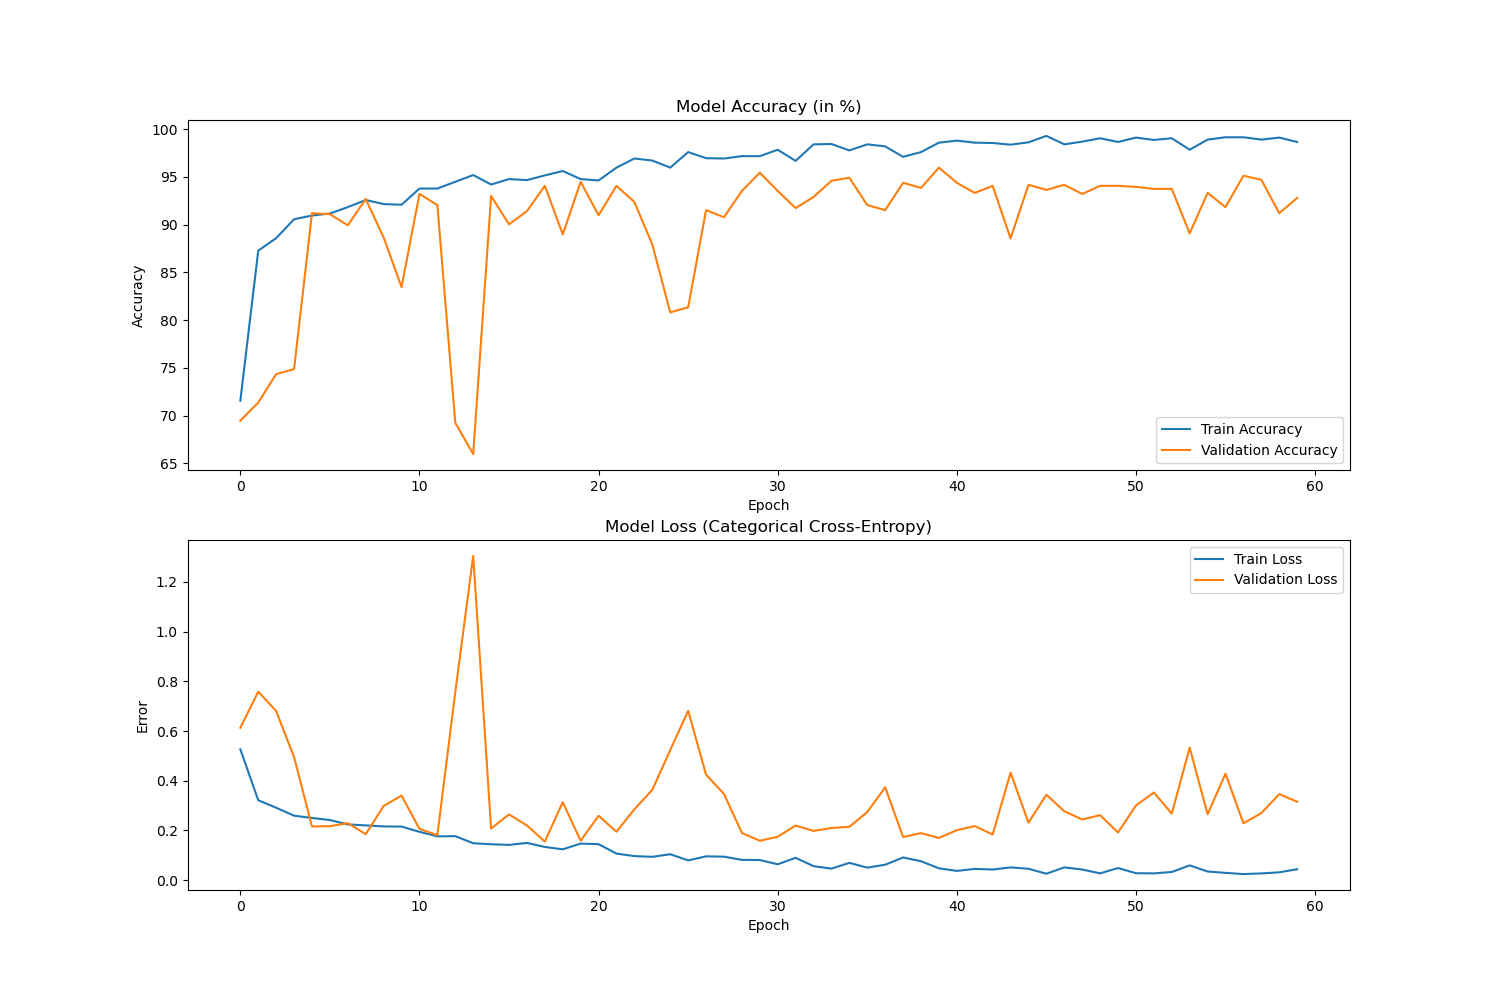 Model Accuracy (in %)
100
95
90
85
80
75
70
65
Accuracy
Train Accuracy
Validation Accuracy
0 10 20 30 40 50 60
Epoch
Model Loss (Categorical Cross-Entropy)
1.2
1.0
0.8
0.6
0.4
0.2
0.0
Error
Train Loss
Validation Loss
0 10 20 30 40 50 60
Epoch